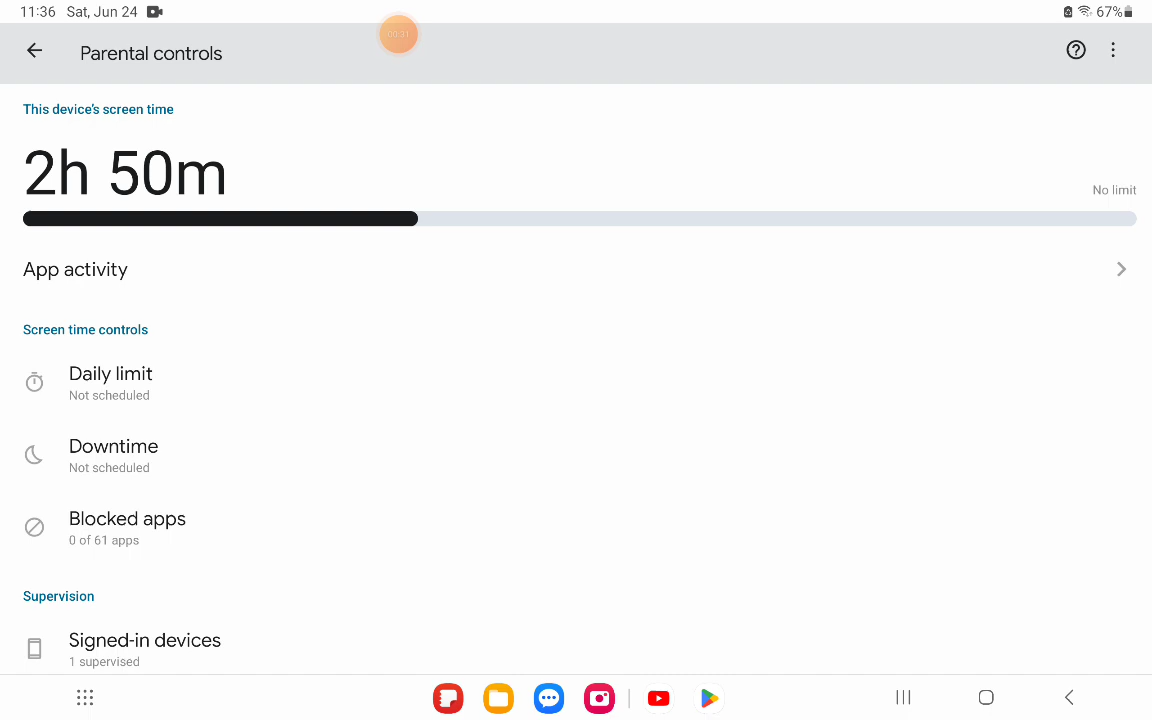 11:36 Sat, Jun 24
67%
00:31
Parental controls
This device's screen time
2h 50m
No limit
App activity
Screen time controls
Daily limit
Not scheduled
Downtime
Not scheduled
Blocked apps
0 of 61 apps
Supervision
Signed-in devices
1 supervised